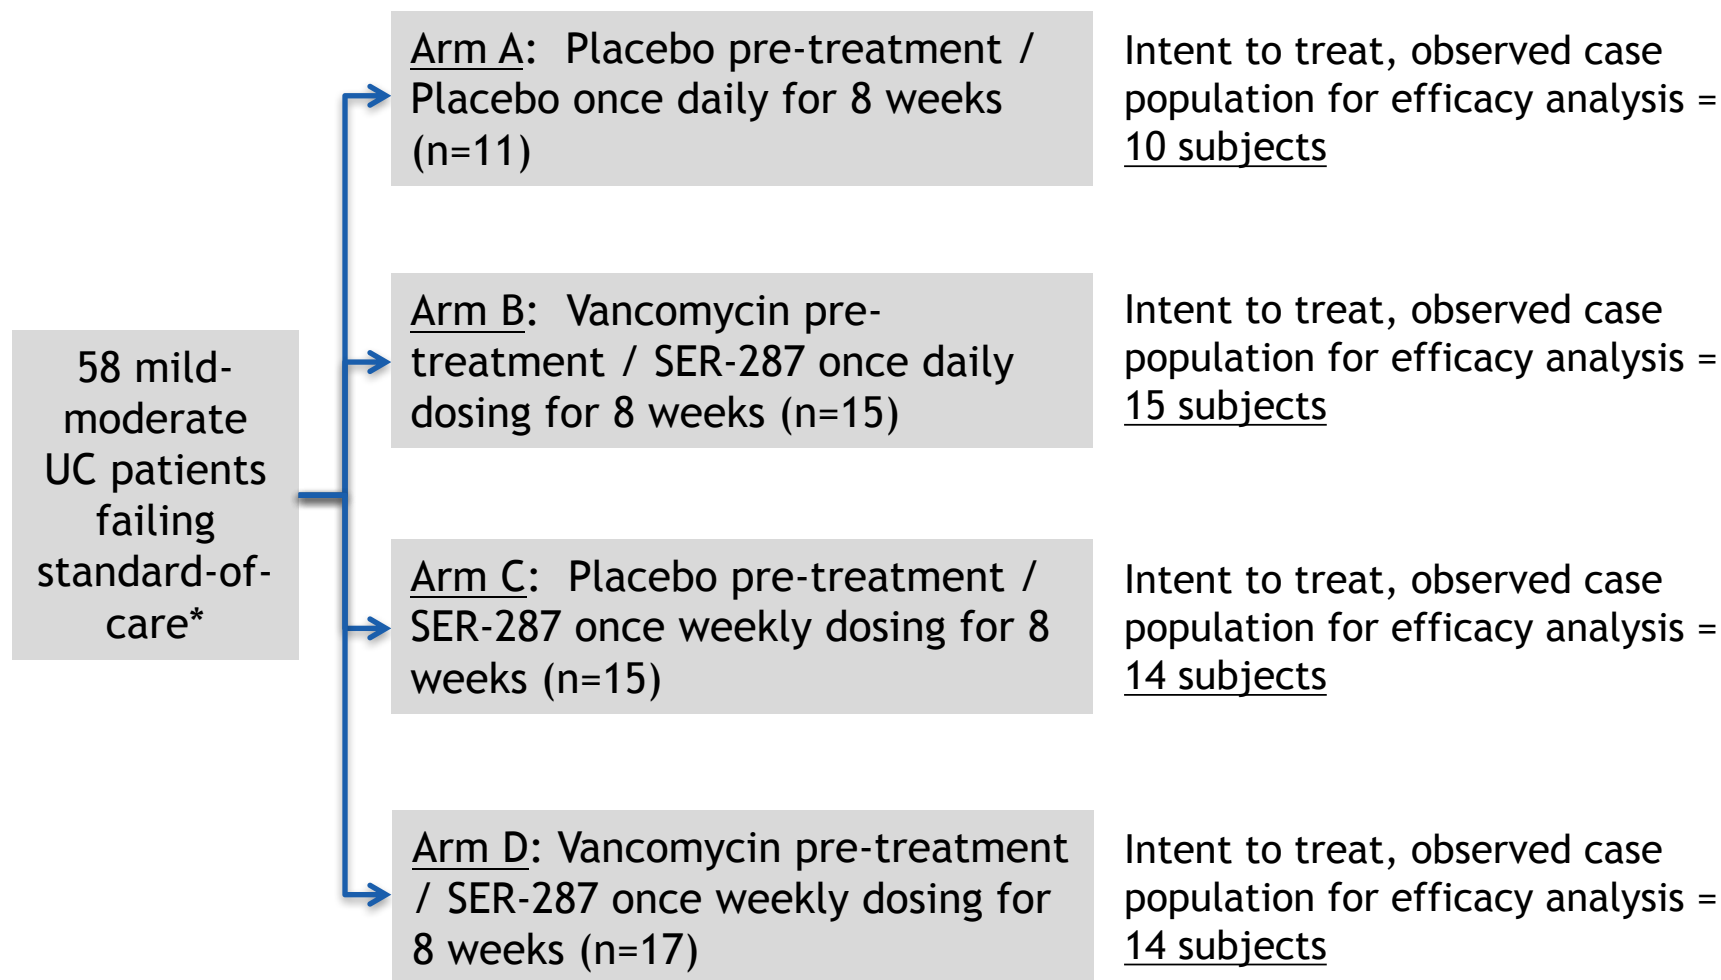 58 mild-
moderate
UC patients
failing
standard-of-
care*
Arm A:  Placebo pre-treatment /
Placebo once daily for 8 weeks
(n=11)
Intent to treat, observed case
population for efficacy analysis =
10 subjects
Arm B:  Vancomycin pre-
treatment / SER-287 once daily
dosing for 8 weeks (n=15)
Intent to treat, observed case
population for efficacy analysis =
15 subjects
Arm C:  Placebo pre-treatment /
SER-287 once weekly dosing for 8
weeks (n=15)
Intent to treat, observed case
population for efficacy analysis =
14 subjects
Arm D: Vancomycin pre-treatment
/ SER-287 once weekly dosing for
8 weeks (n=17)
Intent to treat, observed case
population for efficacy analysis =
14 subjects